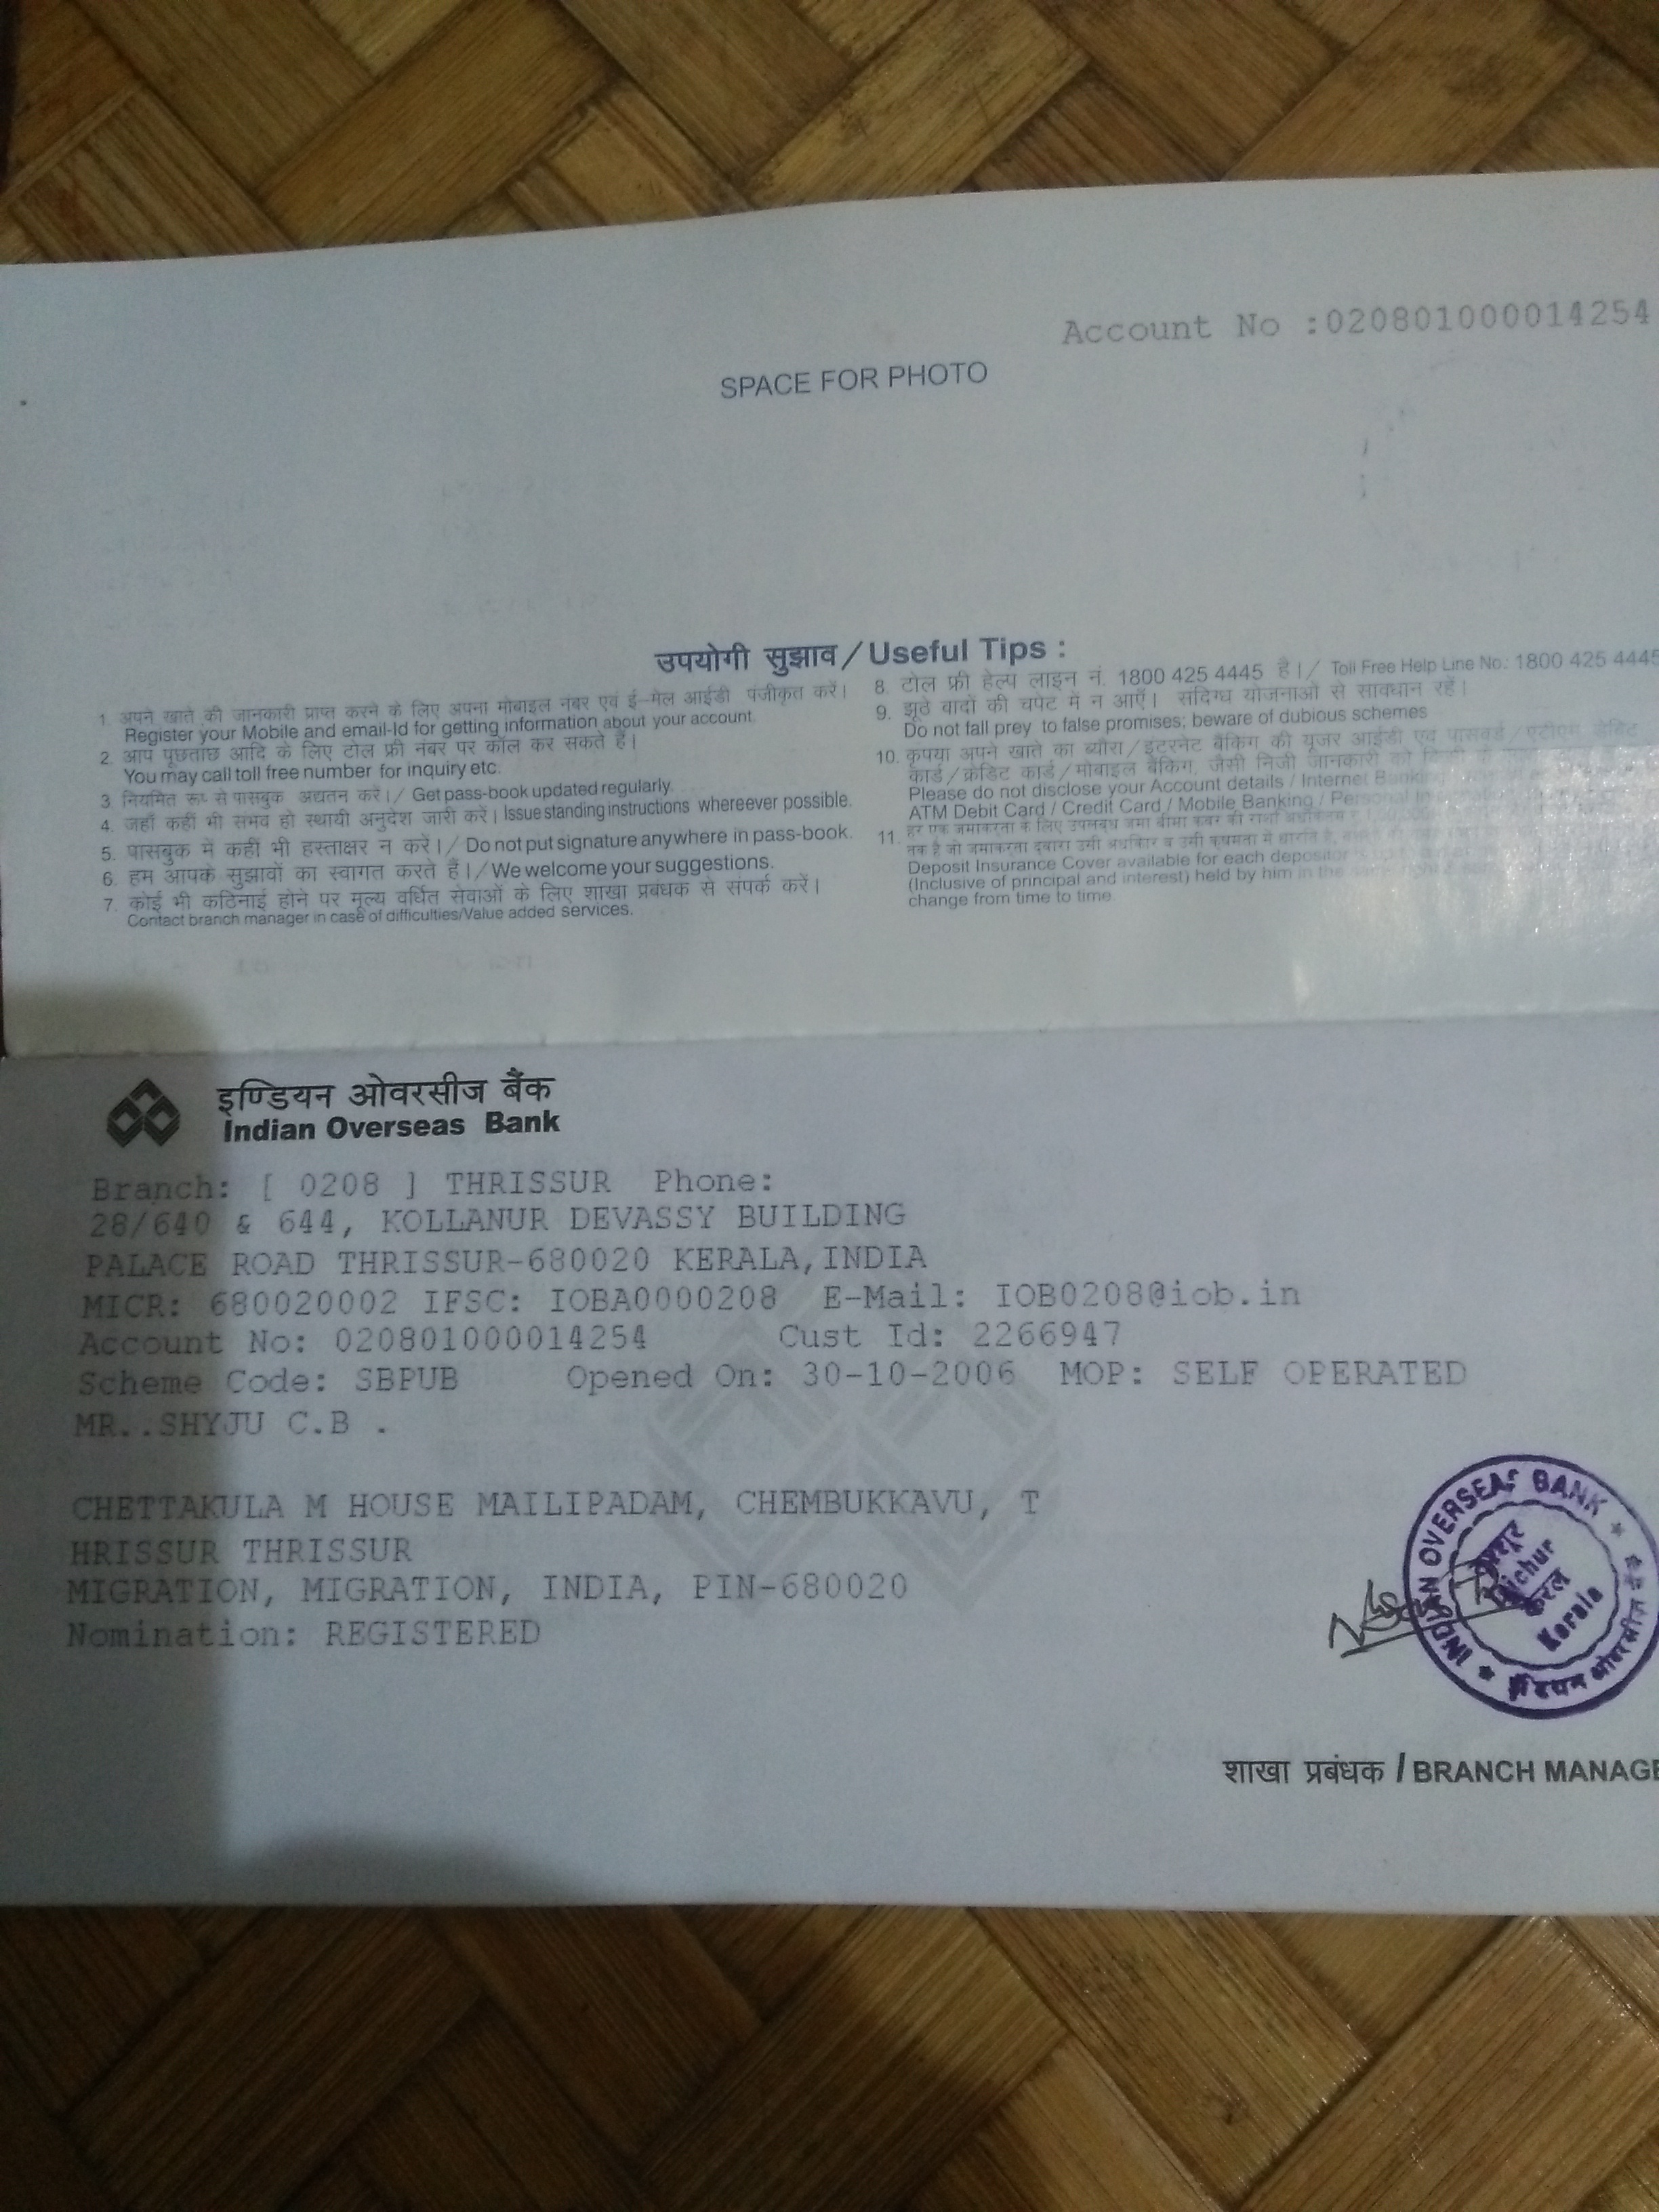 Account No :020801000014254
SPACE FOR PHOTO
उपयोगी सुझाव / Useful Tips :
1. अपने खाते की जानकारी प्राप्त करने के लिए अपना मोबाइल नंबर एवं ई–मेल आईडी पंजीकृत करें।
Register your Mobile and email-Id for getting information about your account.
2. आप पूछताछ आदि के लिए टोल फ्री नंबर पर कॉल कर सकते हैं।
You may call toll free number for inquiry etc.
3. नियमित रूप से पासबुक अद्यतन करें। / Get pass-book updated regularly.
4. जहाँ कहीं भी संभव हो स्थायी अनुदेश जारी करें। Issue standing instructions whereever possible.
5. पासबुक में कहीं भी हस्ताक्षर न करें। / Do not put signature anywhere in pass-book.
6. हम आपके सुझावों का स्वागत करते हैं। / We welcome your suggestions.
7. कोई भी कठिनाई होने पर मूल्य वर्धित सेवाओं के लिए शाखा प्रबंधक से संपर्क करें।
Contact branch manager in case of difficulties/Value added services.
8. टोल फ्री हेल्प लाइन नं. 1800 425 4445 है। / Toll Free Help Line No.: 1800 425 4445
9. झूठे वादों की चपेट में न आएँ। संदिग्ध योजनाओं से सावधान रहें।
Do not fall prey to false promises; beware of dubious schemes
10. कृपया अपने खाते का ब्यौरा / इंटरनेट बैंकिंग की यूजर आईडी एवं पासवर्ड / एटीएम डेबिट
कार्ड / क्रेडिट कार्ड / मोबाइल बैंकिंग, जैसी निजी जानकारी को किसी
Please do not disclose your Account details / Internet Banking
ATM Debit Card / Credit Card / Mobile Banking / Personal
11. हर एक जमाकर्ता के लिए उपलब्ध जमा बीमा कवर की राशि अधिकतम
Deposit Insurance Cover available for each depositor
(Inclusive of principal and interest) held by him in the
change from time to time.
इण्डियन ओवरसीज बैंक
Indian Overseas Bank
Branch: [ 0208 ] THRISSUR Phone:
28/640 & 644, KOLLANUR DEVASSY BUILDING
PALACE ROAD THRISSUR-680020 KERALA,INDIA
MICR: 680020002 IFSC: IOBA0000208 E-Mail: IOB0208@iob.in
Account No: 020801000014254 Cust Id: 2266947
Scheme Code: SBPUB Opened On: 30-10-2006 MOP: SELF OPERATED
MR..SHYJU C.B .
CHETTAKULA M HOUSE MAILIPADAM, CHEMBUKKAVU, T
HRISSUR THRISSUR
MIGRATION, MIGRATION, INDIA, PIN-680020
Nomination: REGISTERED
INDIAN OVERSEAS BANK
Trichur
केरल
Kerala
इंडियन ओवरसीज बैंक
शाखा प्रबंधक / BRANCH MANAGE